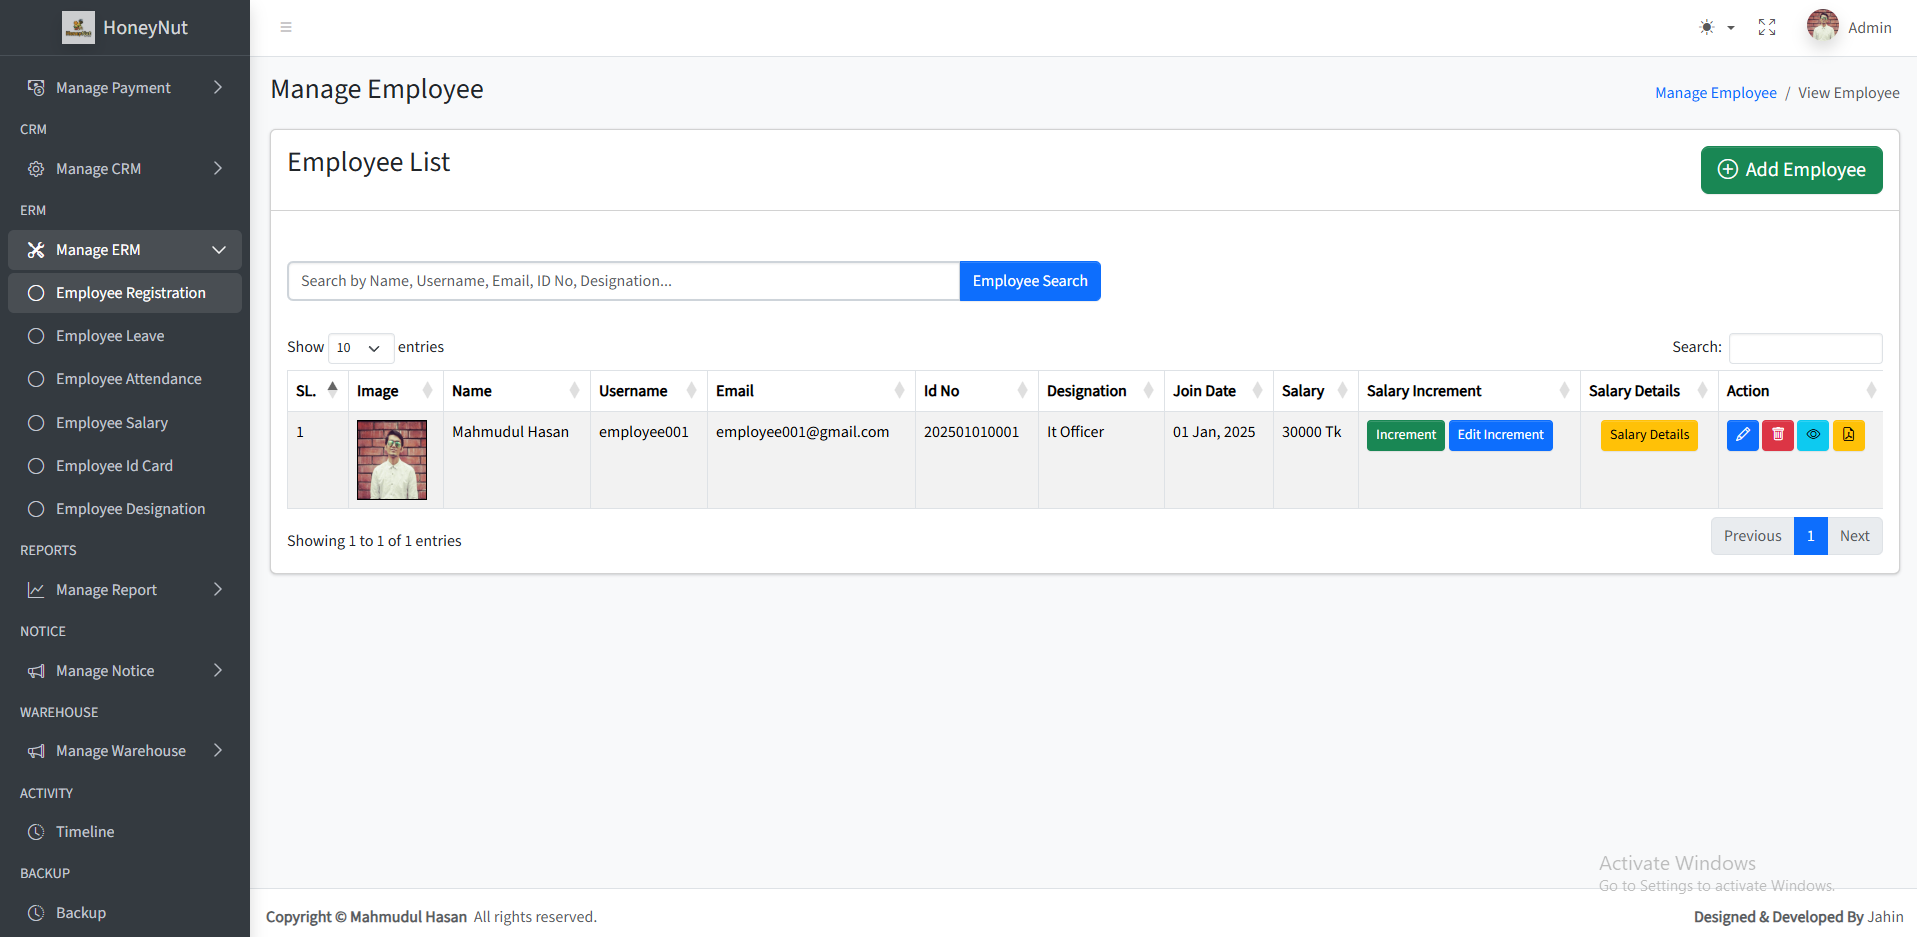 HoneyNut
Admin
Manage Payment
CRM
Manage CRM
ERM
Manage ERM
Employee Registration
Employee Leave
Employee Attendance
Employee Salary
Employee Id Card
Employee Designation
REPORTS
Manage Report
NOTICE
Manage Notice
WAREHOUSE
Manage Warehouse
ACTIVITY
Timeline
BACKUP
Backup
Manage Employee
Manage Employee / View Employee
Employee List
Add Employee
Search by Name, Username, Email, ID No, Designation...
Employee Search
Show 10 entries
Search:
SL. Image Name Username Email Id No Designation Join Date Salary Salary Increment Salary Details Action
1 Mahmudul Hasan employee001 employee001@gmail.com 202501010001 It Officer 01 Jan, 2025 30000 Tk Increment Edit Increment Salary Details
Showing 1 to 1 of 1 entries
Previous 1 Next
Activate Windows
Go to Settings to activate Windows.
Copyright © Mahmudul Hasan All rights reserved.
Designed & Developed By Jahin